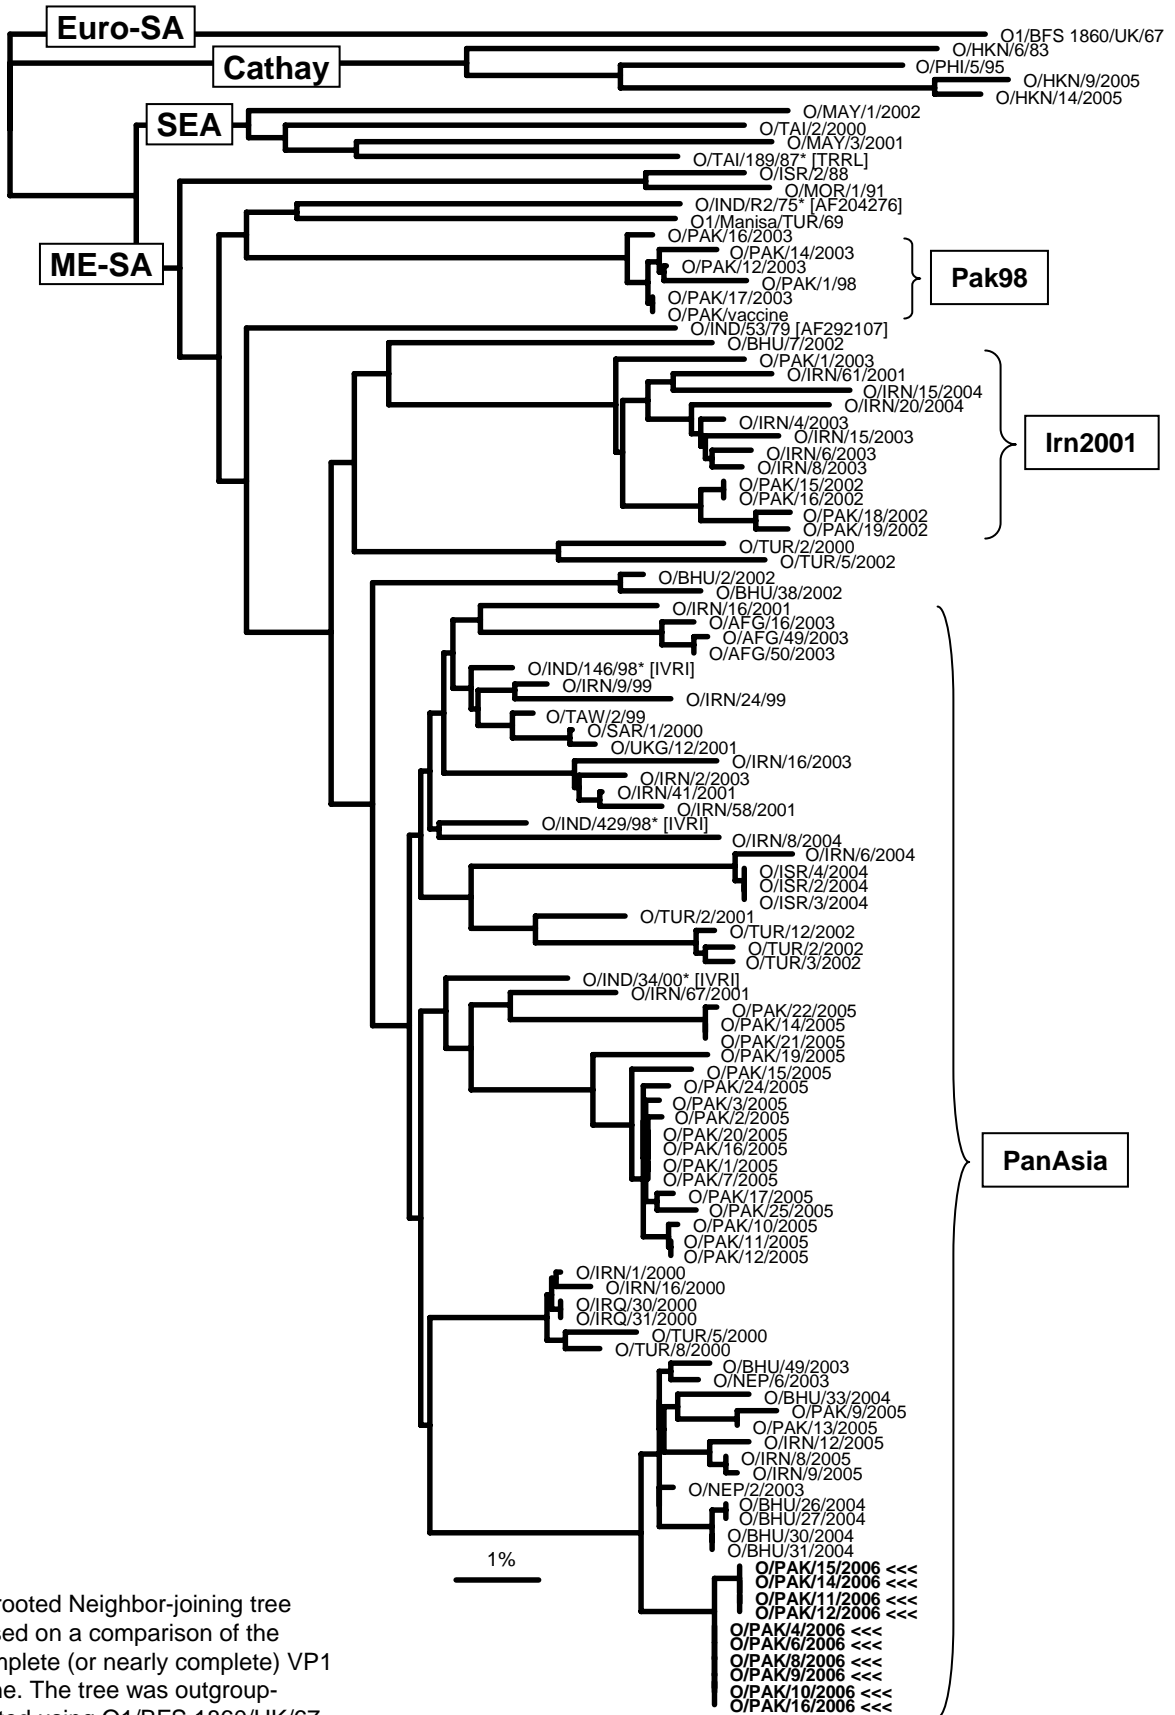 Euro-SA
O1/BFS 1860/UK/67
O/HKN/6/83
Cathay
O/PHI/5/95
O/HKN/9/2005
O/HKN/14/2005
O/MAY/1/2002
SEA
O/TAI/2/2000
O/MAY/3/2001
O/TAI/189/87* [TRRL]
O/ISR/2/88
O/MOR/1/91
O/IND/R2/75* [AF204276]
O1/Manisa/TUR/69
O/PAK/16/2003
ME-SA
O/PAK/14/2003
O/PAK/12/2003
O/PAK/1/98
Pak98
O/PAK/17/2003
O/PAK/vaccine
O/IND/53/79 [AF292107]
O/BHU/7/2002
O/PAK/1/2003
O/IRN/61/2001
O/IRN/15/2004
O/IRN/20/2004
O/IRN/4/2003
O/IRN/15/2003
Irn2001
O/IRN/6/2003
O/IRN/8/2003
O/PAK/15/2002
O/PAK/16/2002
O/PAK/18/2002
O/PAK/19/2002
O/TUR/2/2000
O/TUR/5/2002
O/BHU/2/2002
O/BHU/38/2002
O/IRN/16/2001
O/AFG/16/2003
O/AFG/49/2003
O/AFG/50/2003
O/IND/146/98* [IVRI]
O/IRN/9/99
O/IRN/24/99
O/TAW/2/99
O/SAR/1/2000
O/UKG/12/2001
O/IRN/16/2003
O/IRN/2/2003
O/IRN/41/2001
O/IRN/58/2001
O/IND/429/98* [IVRI]
O/IRN/8/2004
O/IRN/6/2004
O/ISR/4/2004
O/ISR/2/2004
O/ISR/3/2004
O/TUR/2/2001
O/TUR/12/2002
O/TUR/2/2002
O/TUR/3/2002
O/IND/34/00* [IVRI]
O/IRN/67/2001
O/PAK/22/2005
O/PAK/14/2005
O/PAK/21/2005
O/PAK/19/2005
O/PAK/15/2005
O/PAK/24/2005
O/PAK/3/2005
O/PAK/2/2005
O/PAK/20/2005
O/PAK/16/2005
PanAsia
O/PAK/1/2005
O/PAK/7/2005
O/PAK/17/2005
O/PAK/25/2005
O/PAK/10/2005
O/PAK/11/2005
O/PAK/12/2005
O/IRN/1/2000
O/IRN/16/2000
O/IRQ/30/2000
O/IRQ/31/2000
O/TUR/5/2000
O/TUR/8/2000
O/BHU/49/2003
O/NEP/6/2003
O/BHU/33/2004
O/PAK/9/2005
O/PAK/13/2005
O/IRN/12/2005
O/IRN/8/2005
O/IRN/9/2005
O/NEP/2/2003
O/BHU/26/2004
O/BHU/27/2004
O/BHU/30/2004
O/BHU/31/2004
1%
O/PAK/15/2006 <<<
O/PAK/14/2006 <<<
O/PAK/11/2006 <<<
O/PAK/12/2006 <<<
O/PAK/4/2006 <<<
O/PAK/6/2006 <<<
O/PAK/8/2006 <<<
O/PAK/9/2006 <<<
O/PAK/10/2006 <<<
O/PAK/16/2006 <<<
rooted Neighbor-joining tree
sed on a comparison of the
mplete (or nearly complete) VP1
ne. The tree was outgroup-
ted using O1/BFS 1860/UK/67